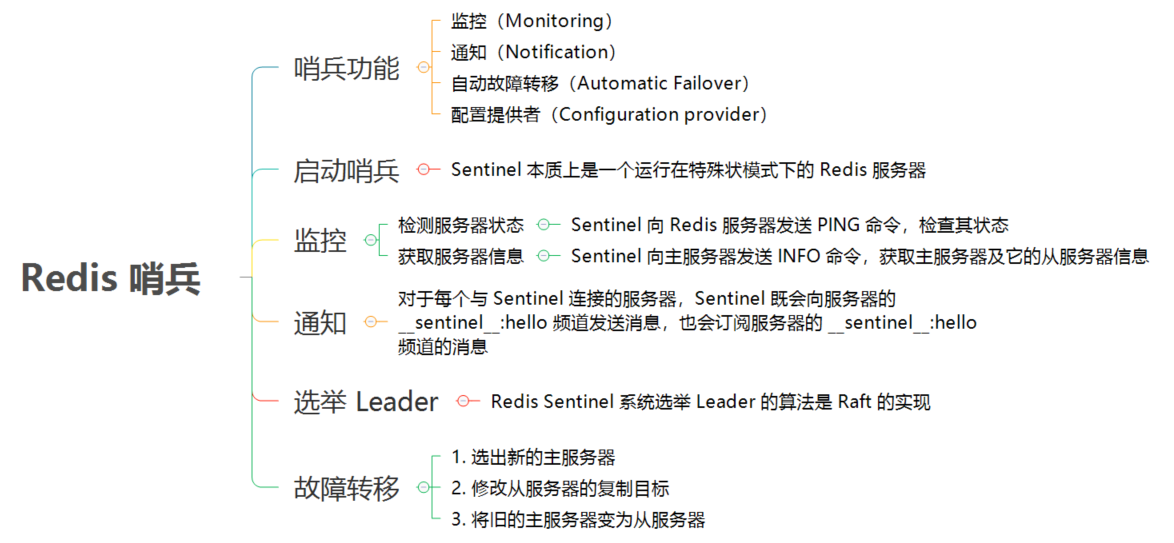 Redis 哨兵
哨兵功能
监控（Monitoring）
通知（Notification）
自动故障转移（Automatic Failover）
配置提供者（Configuration provider）
启动哨兵
Sentinel 本质上是一个运行在特殊状模式下的 Redis 服务器
监控
检测服务器状态
Sentinel 向 Redis 服务器发送 PING 命令，检查其状态
获取服务器信息
Sentinel 向主服务器发送 INFO 命令，获取主服务器及它的从服务器信息
通知
对于每个与 Sentinel 连接的服务器，Sentinel 既会向服务器的
__sentinel__:hello 频道发送消息，也会订阅服务器的 __sentinel__:hello
频道的消息
选举 Leader
Redis Sentinel 系统选举 Leader 的算法是 Raft 的实现
故障转移
1. 选出新的主服务器
2. 修改从服务器的复制目标
3. 将旧的主服务器变为从服务器